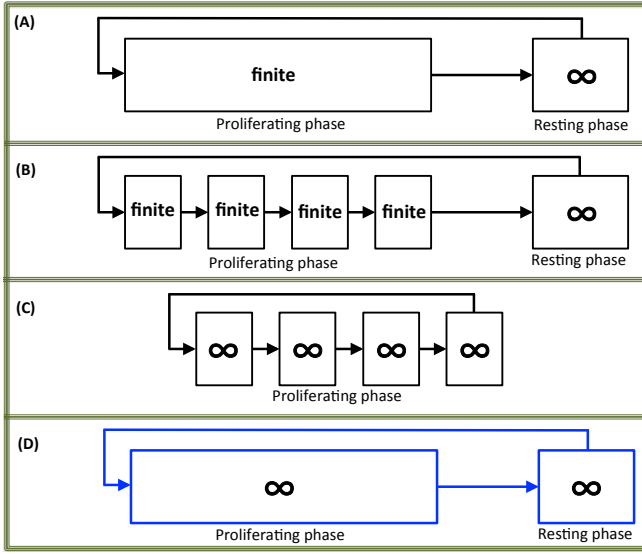 (A)
finite
∞
Proliferating phase
Resting phase
(B)
finite finite finite finite
∞
Proliferating phase
Resting phase
(C)
∞ ∞ ∞ ∞
Proliferating phase
(D)
∞
∞
Proliferating phase
Resting phase